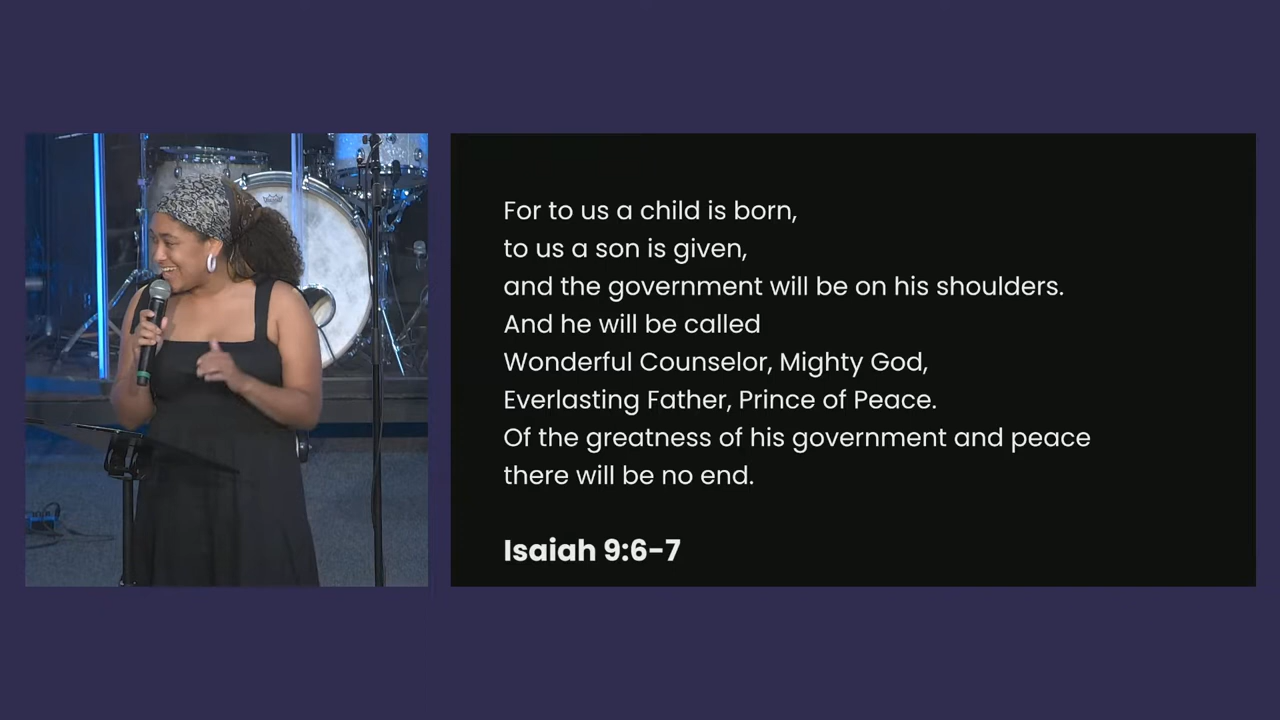 For to us a child is born,
to us a son is given,
and the government will be on his shoulders.
And he will be called
Wonderful Counselor, Mighty God,
Everlasting Father, Prince of Peace.
Of the greatness of his government and peace
there will be no end.
Isaiah 9:6-7